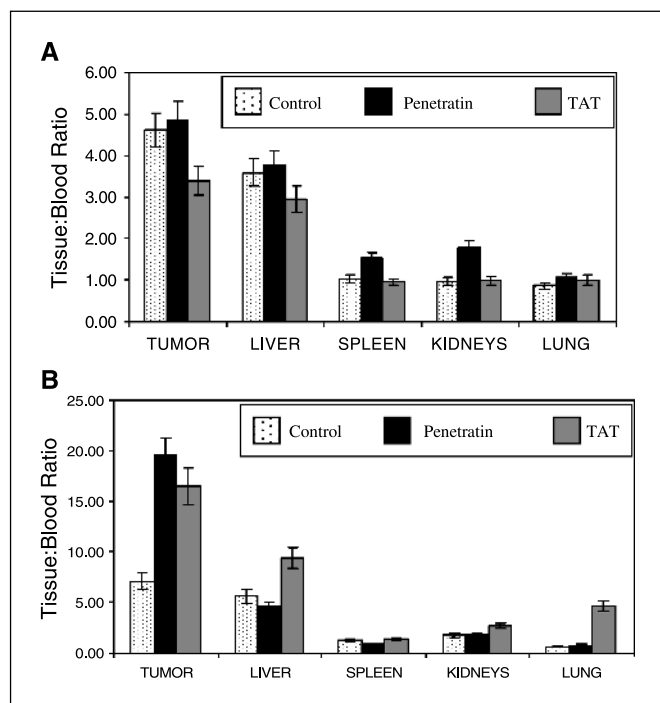 A
6.00
5.00
4.00
3.00
2.00
1.00
0.00
Tissue:Blood Ratio
Control Penetratin TAT
TUMOR LIVER SPLEEN KIDNEYS LUNG
B
25.00
20.00
15.00
10.00
5.00
0.00
Tissue:Blood Ratio
Control Penetratin TAT
TUMOR LIVER SPLEEN KIDNEYS LUNG